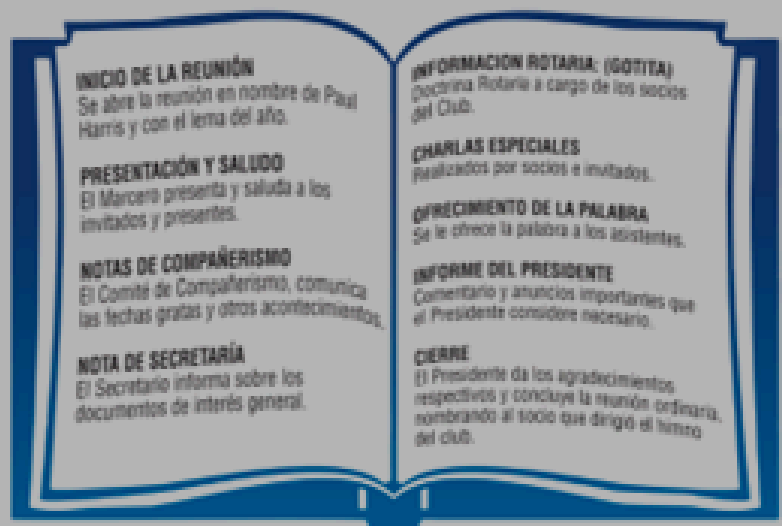 INICIO DE LA REUNIÓN
Se abre la reunión en nombre de Paul
Harris y con el lema del año.
PRESENTACIÓN Y SALUDO
El Marcero presenta y saluda a los
invitados y presentes.
NOTAS DE COMPAÑERISMO
El Comité de Compañerismo, comunica
las fechas gratas y otros acontecimientos.
NOTA DE SECRETARÍA
El Secretario informa sobre los
documentos de interés general.
INFORMACION ROTARIA: (GOTITA)
Doctrina Rotaria a cargo de los socios
del Club.
CHARLAS ESPECIALES
Realizados por socios e invitados.
OFRECIMIENTO DE LA PALABRA
Se le ofrece la palabra a los asistentes.
INFORME DEL PRESIDENTE
Comentario y anuncios importantes que
el Presidente considere necesario.
CIERRE
El Presidente da los agradecimientos
respectivos y concluye la reunión ordinaria,
nombrando al socio que dirigió el himno
del club.